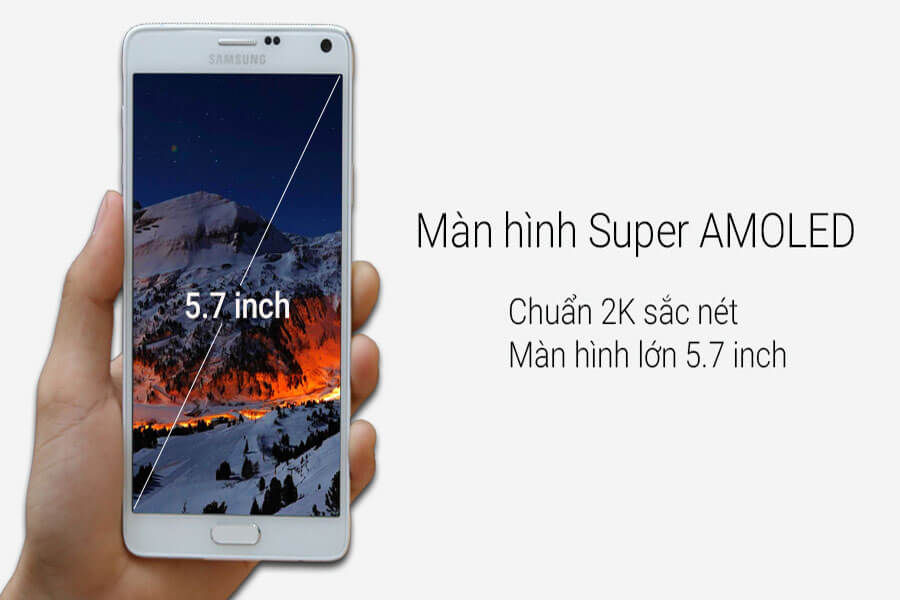 SAMSUNG
5.7 inch
Màn hình Super AMOLED
Chuẩn 2K sắc nét
Màn hình lớn 5.7 inch